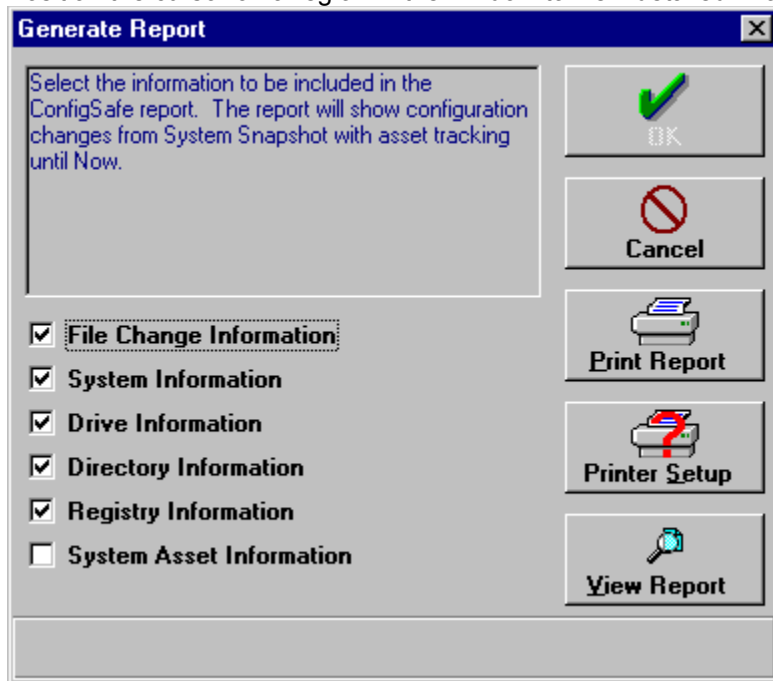 Generate Report
Select the information to be included in the
ConfigSafe report. The report will show configuration
changes from System Snapshot with asset tracking
until Now.
OK
Cancel
File Change Information
Print Report
System Information
Drive Information
Directory Information
Printer Setup
Registry Information
System Asset Information
View Report